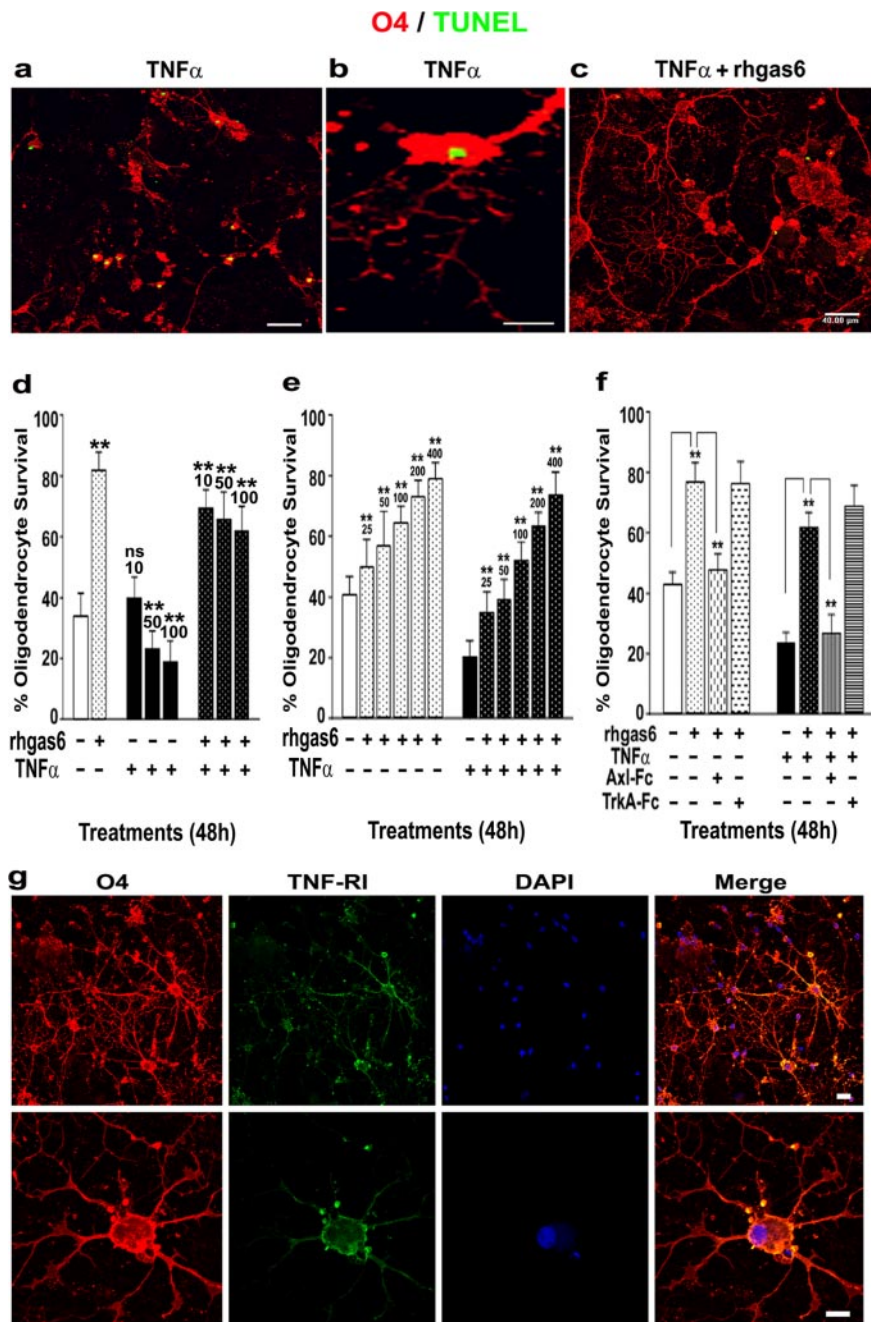 O4 / TUNEL
a TNFα
b TNFα
c TNFα + rhgas6
40.00 µm
d
% Oligodendrocyte Survival
100
80
60
40
20
0
**
ns
10
**
50
**
100
**
10
**
50
**
100
rhgas6 - + - - - + + +
TNFα - - + + + + + +
Treatments (48h)
e
% Oligodendrocyte Survival
100
80
60
40
20
0
**
25
**
50
**
100
**
200
**
400
**
25
**
50
**
100
**
200
**
400
rhgas6 - + + + + + - + + + + +
TNFα - - - - - - + + + + + +
Treatments (48h)
f
% Oligodendrocyte Survival
100
80
60
40
20
0
**
**
**
**
rhgas6 - + + + - + + +
TNFα - - - - + + + +
Axl-Fc - - + - - - + -
TrkA-Fc - - - + - - - +
Treatments (48h)
g
O4 TNF-RI DAPI Merge